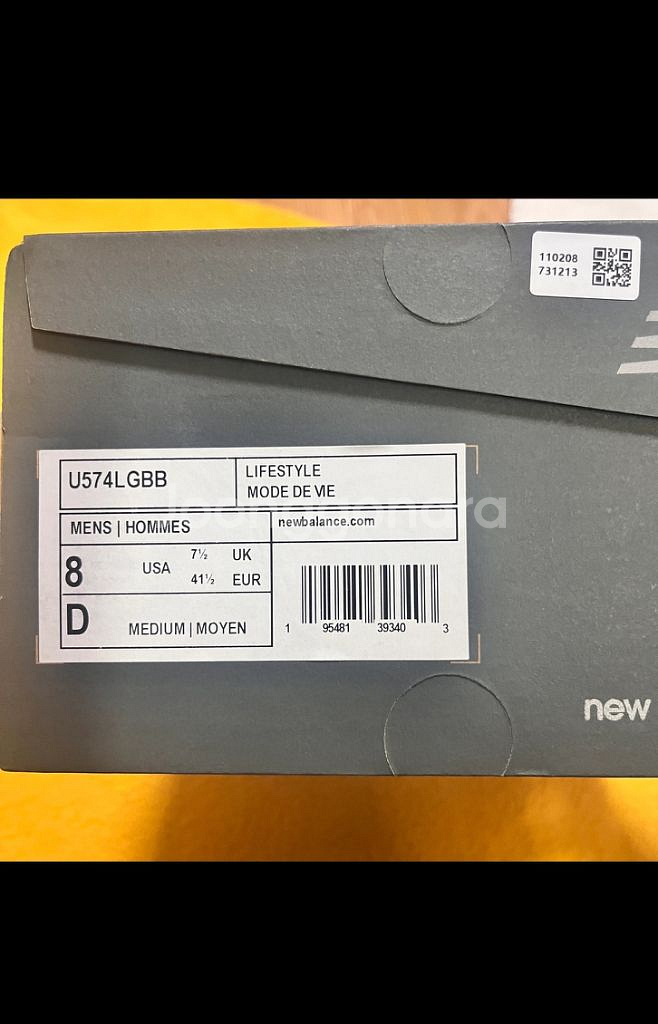 110208
731213
U574LGBB
LIFESTYLE
MODE DE VIE
MENS | HOMMES
newbalance.com
8 USA 7½ UK
41½ EUR
D MEDIUM | MOYEN
1 95481 39340 3
joonggonara
new